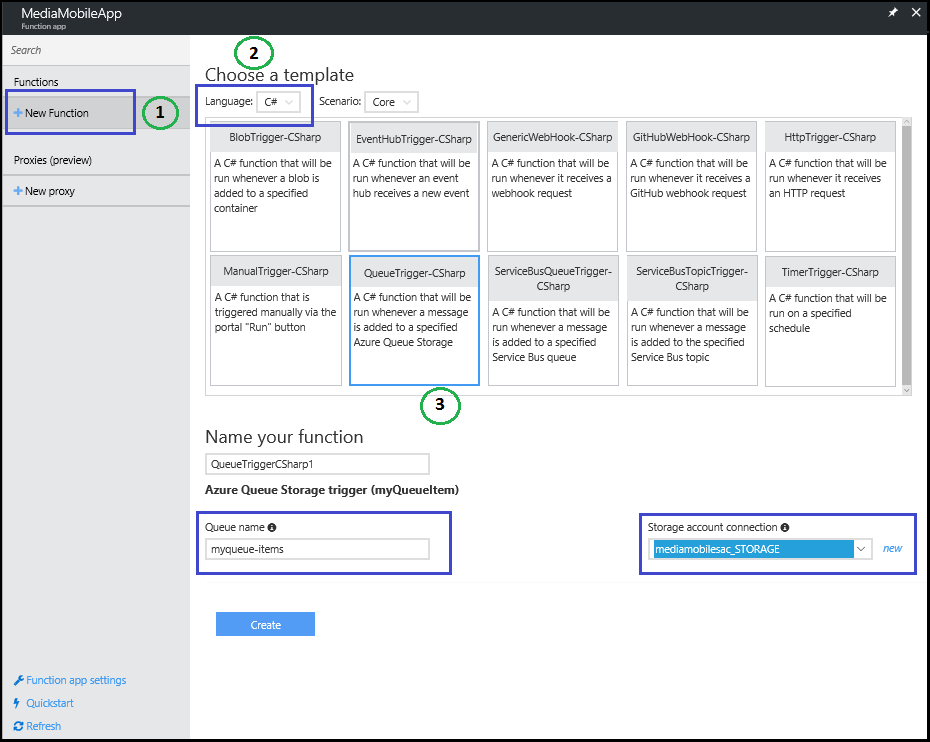 MediaMobileApp
Function app
Search
Functions
+ New Function
1
Proxies (preview)
+ New proxy
2
Choose a template
Language: C# Scenario: Core
BlobTrigger-CSharp
A C# function that will be
run whenever a blob is
added to a specified
container
EventHubTrigger-CSharp
A C# function that will be
run whenever an event
hub receives a new event
GenericWebHook-CSharp
A C# function that will be
run whenever it receives a
webhook request
GitHubWebHook-CSharp
A C# function that will be
run whenever it receives a
GitHub webhook request
HttpTrigger-CSharp
A C# function that will be
run whenever it receives
an HTTP request
ManualTrigger-CSharp
A C# function that is
triggered manually via the
portal "Run" button
QueueTrigger-CSharp
A C# function that will be
run whenever a message
is added to a specified
Azure Queue Storage
ServiceBusQueueTrigger-
CSharp
A C# function that will be
run whenever a message
is added to a specified
Service Bus queue
ServiceBusTopicTrigger-
CSharp
A C# function that will be
run whenever a message
is added to the specified
Service Bus topic
TimerTrigger-CSharp
A C# function that will be
run on a specified
schedule
3
Name your function
QueueTriggerCSharp1
Azure Queue Storage trigger (myQueueItem)
Queue name
myqueue-items
Storage account connection
mediamobilesac_STORAGE new
Create
Function app settings
Quickstart
Refresh